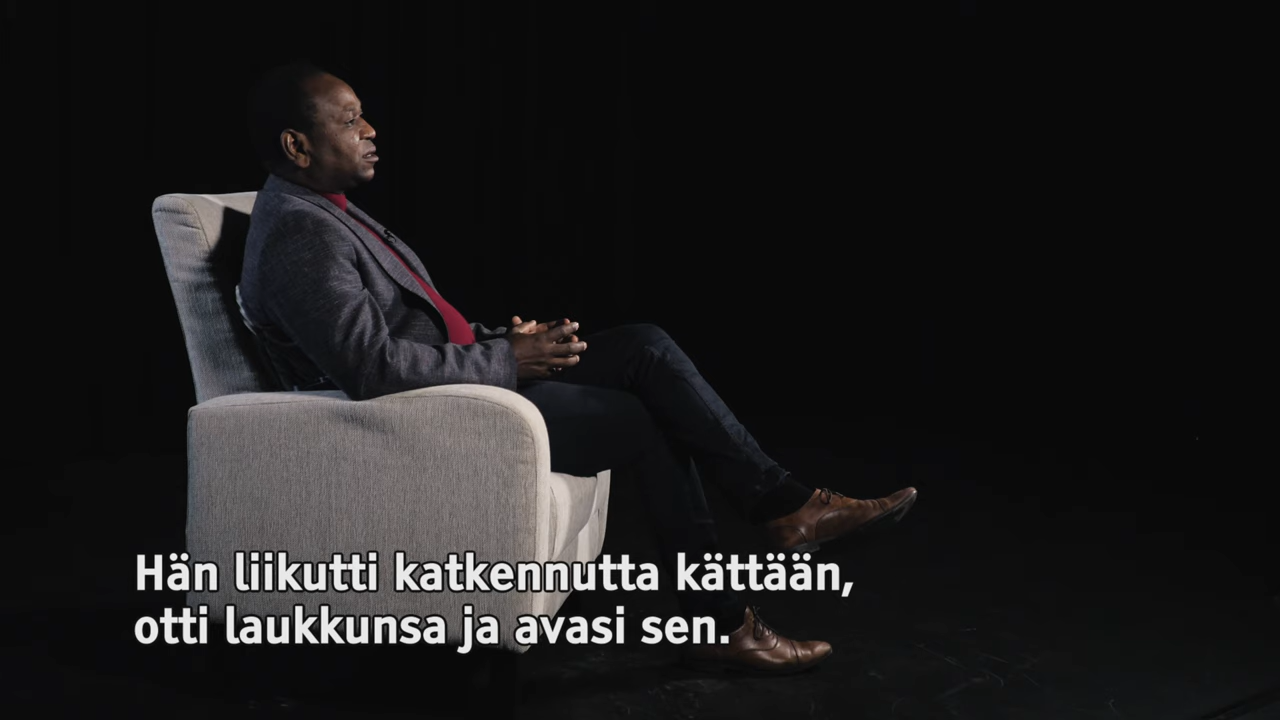 Hän liikutti katkennutta kättään,
otti laukkunsa ja avasi sen.